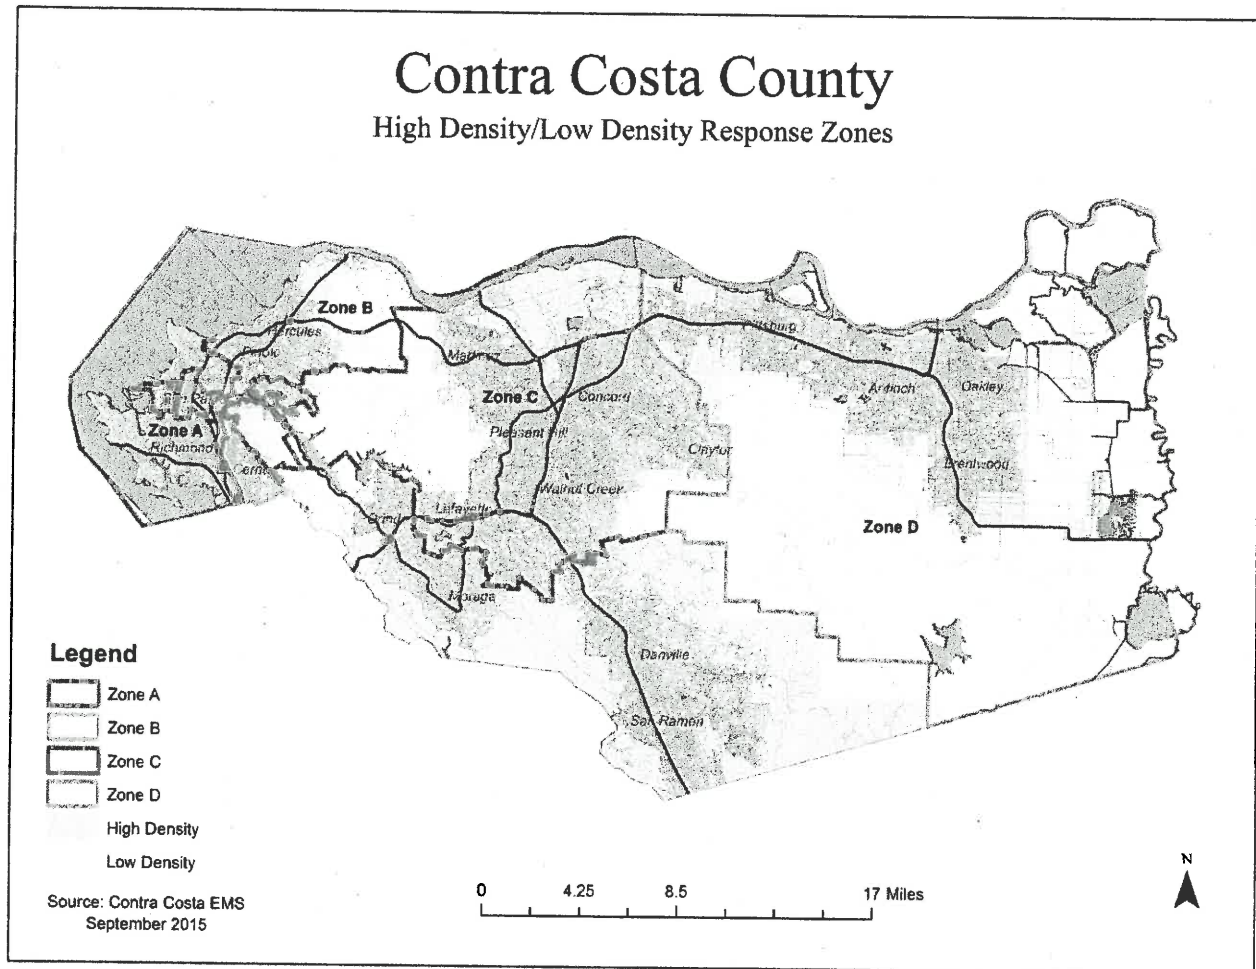 Contra Costa County
High Density/Low Density Response Zones
Zone B
Hercules
Zone A
Richmond
Zone C
Concord
Pleasant Hill
Clayton
Walnut Creek
Lafayette
Moraga
Antioch
Oakley
Brentwood
Zone D
Danville
San Ramon
Legend
Zone A
Zone B
Zone C
Zone D
High Density
Low Density
Source: Contra Costa EMS
September 2015
0 4.25 8.5 17 Miles
N